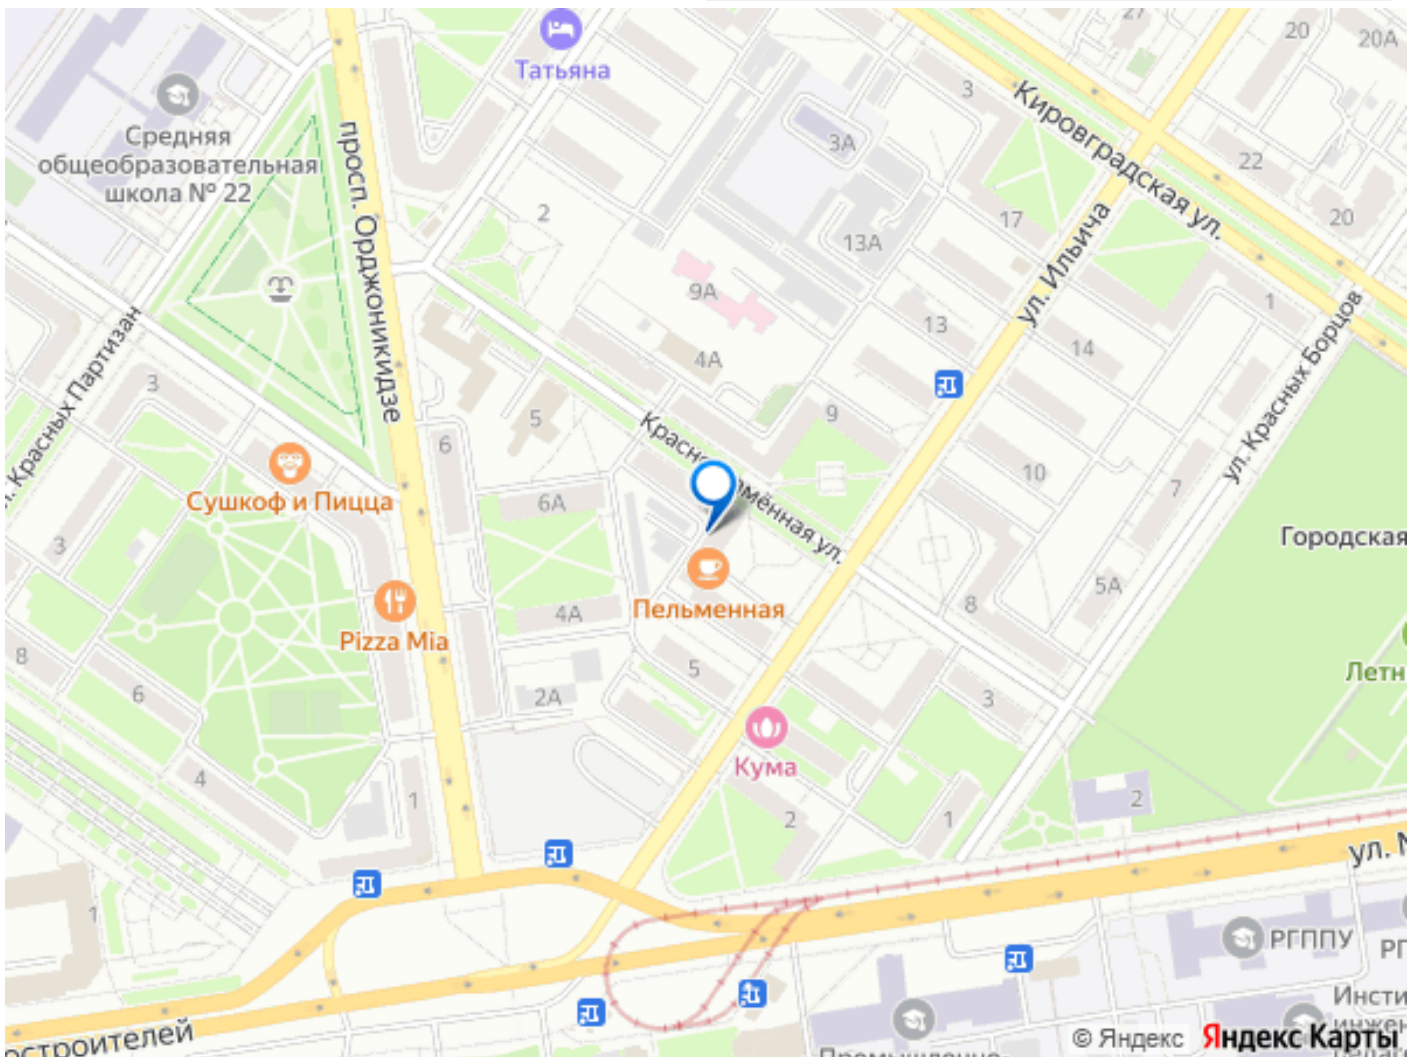 27
20
20А
Татьяна
3
Кировградская ул.
Средняя
общеобразовательная
школа № 22
просп. Орджоникидзе
3А
22
2
17
13А
20
ул. Ильича
9А
1
13
14
4А
Красных Партизан
3
9
ул. Красных Борцов
5
6
10
7
Сушкоф и Пицца
6А
3
Городская
5А
8
Пельменная
4А
Pizza Mia
8
5
Летн
6
2А
3
Кума
4
1
2
2
1
ул.
1
РГППУ
Инсти
остроителей
© Яндекс Яндекс Карты